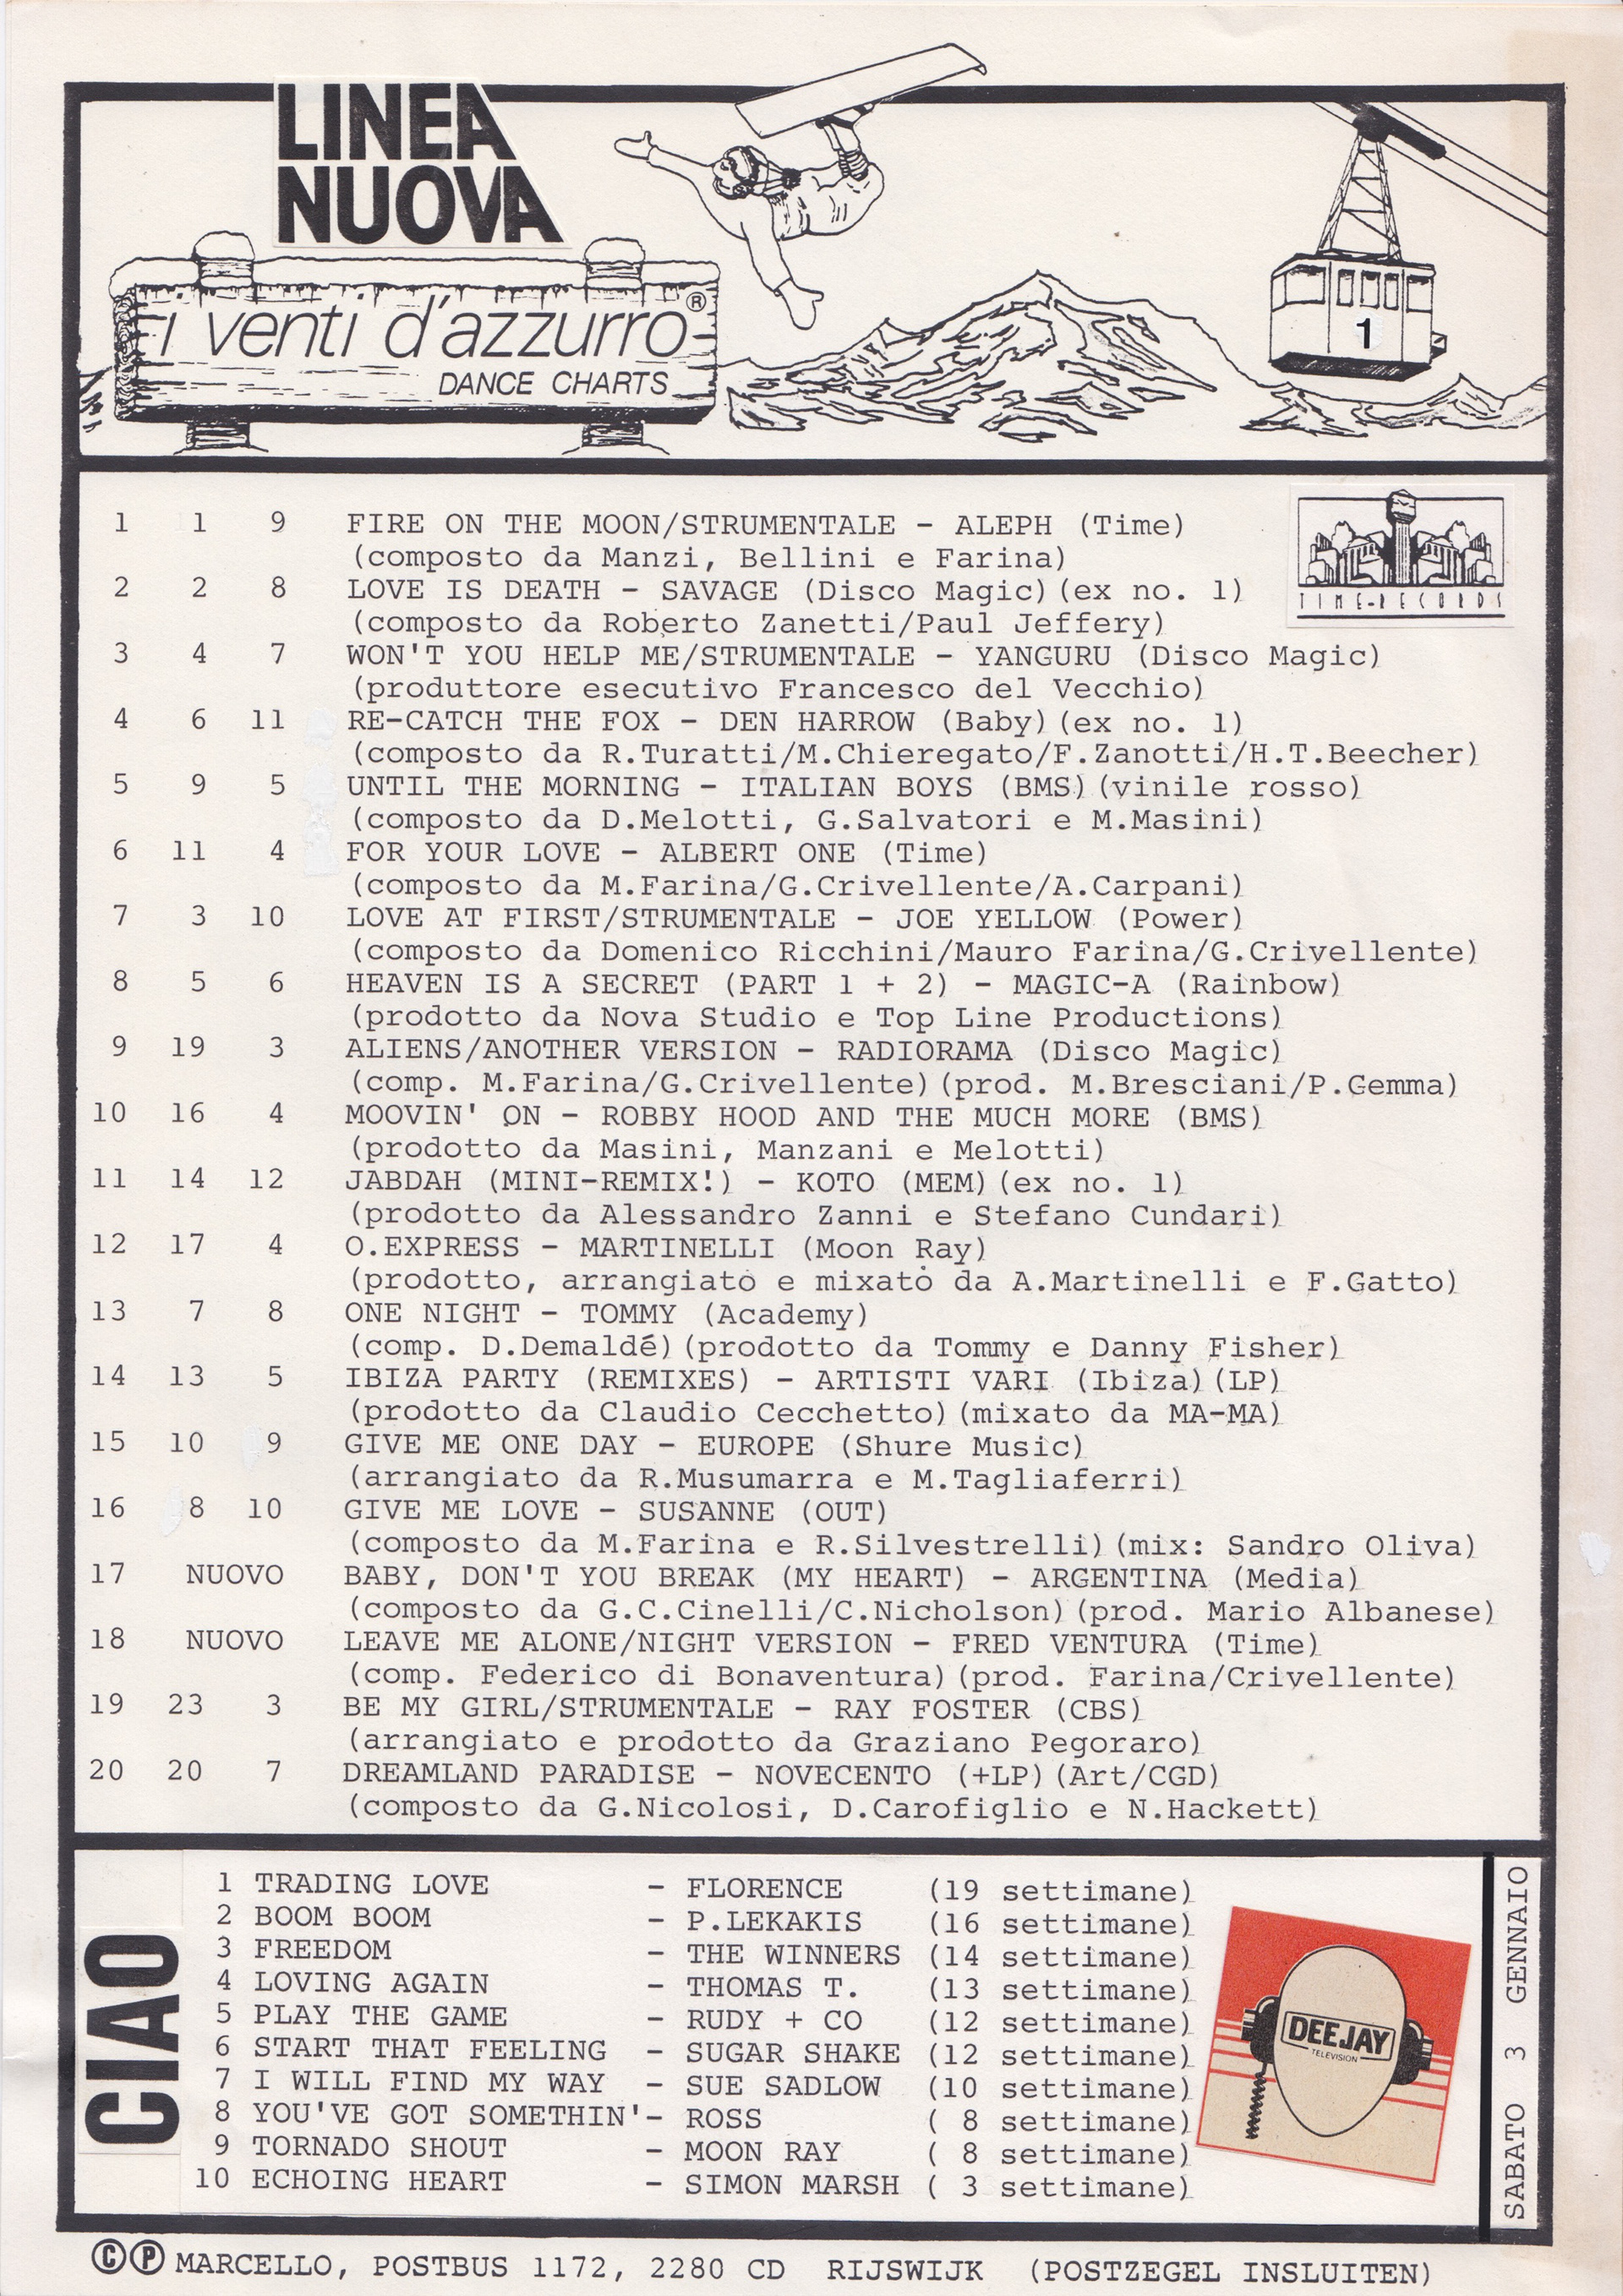 LINEA
NUOVA
i venti d'azzurro®
DANCE CHARTS
1
TIME-RECORDS
1 1 9 FIRE ON THE MOON/STRUMENTALE - ALEPH (Time)
(composto da Manzi, Bellini e Farina)
2 2 8 LOVE IS DEATH - SAVAGE (Disco Magic)(ex no. 1)
(composto da Roberto Zanetti/Paul Jeffery)
3 4 7 WON'T YOU HELP ME/STRUMENTALE - YANGURU (Disco Magic)
(produttore esecutivo Francesco del Vecchio)
4 6 11 RE-CATCH THE FOX - DEN HARROW (Baby)(ex no. 1)
(composto da R.Turatti/M.Chieregato/F.Zanotti/H.T.Beecher)
5 9 5 UNTIL THE MORNING - ITALIAN BOYS (BMS)(vinile rosso)
(composto da D.Melotti, G.Salvatori e M.Masini)
6 11 4 FOR YOUR LOVE - ALBERT ONE (Time)
(composto da M.Farina/G.Crivellente/A.Carpani)
7 3 10 LOVE AT FIRST/STRUMENTALE - JOE YELLOW (Power)
(composto da Domenico Ricchini/Mauro Farina/G.Crivellente)
8 5 6 HEAVEN IS A SECRET (PART 1 + 2) - MAGIC-A (Rainbow)
(prodotto da Nova Studio e Top Line Productions)
9 19 3 ALIENS/ANOTHER VERSION - RADIORAMA (Disco Magic)
(comp. M.Farina/G.Crivellente)(prod. M.Bresciani/P.Gemma)
10 16 4 MOOVIN' ON - ROBBY HOOD AND THE MUCH MORE (BMS)
(prodotto da Masini, Manzani e Melotti)
11 14 12 JABDAH (MINI-REMIX!) - KOTO (MEM)(ex no. 1)
(prodotto da Alessandro Zanni e Stefano Cundari)
12 17 4 O.EXPRESS - MARTINELLI (Moon Ray)
(prodotto, arrangiato e mixato da A.Martinelli e F.Gatto)
13 7 8 ONE NIGHT - TOMMY (Academy)
(comp. D.Demaldé)(prodotto da Tommy e Danny Fisher)
14 13 5 IBIZA PARTY (REMIXES) - ARTISTI VARI (Ibiza)(LP)
(prodotto da Claudio Cecchetto)(mixato da MA-MA)
15 10 9 GIVE ME ONE DAY - EUROPE (Shure Music)
(arrangiato da R.Musumarra e M.Tagliaferri)
16 8 10 GIVE ME LOVE - SUSANNE (OUT)
(composto da M.Farina e R.Silvestrelli)(mix: Sandro Oliva)
17 NUOVO BABY, DON'T YOU BREAK (MY HEART) - ARGENTINA (Media)
(composto da G.C.Cinelli/C.Nicholson)(prod. Mario Albanese)
18 NUOVO LEAVE ME ALONE/NIGHT VERSION - FRED VENTURA (Time)
(comp. Federico di Bonaventura)(prod. Farina/Crivellente)
19 23 3 BE MY GIRL/STRUMENTALE - RAY FOSTER (CBS)
(arrangiato e prodotto da Graziano Pegoraro)
20 20 7 DREAMLAND PARADISE - NOVECENTO (+LP)(Art/CGD)
(composto da G.Nicolosi, D.Carofiglio e N.Hackett)
CIAO
1 TRADING LOVE - FLORENCE (19 settimane)
2 BOOM BOOM - P.LEKAKIS (16 settimane)
3 FREEDOM - THE WINNERS (14 settimane)
4 LOVING AGAIN - THOMAS T. (13 settimane)
5 PLAY THE GAME - RUDY + CO (12 settimane)
6 START THAT FEELING - SUGAR SHAKE (12 settimane)
7 I WILL FIND MY WAY - SUE SADLOW (10 settimane)
8 YOU'VE GOT SOMETHIN'- ROSS ( 8 settimane)
9 TORNADO SHOUT - MOON RAY ( 8 settimane)
10 ECHOING HEART - SIMON MARSH ( 3 settimane)
DEEJAY
TELEVISION
SABATO 3 GENNAIO
©℗ MARCELLO, POSTBUS 1172, 2280 CD RIJSWIJK (POSTZEGEL INSLUITEN)